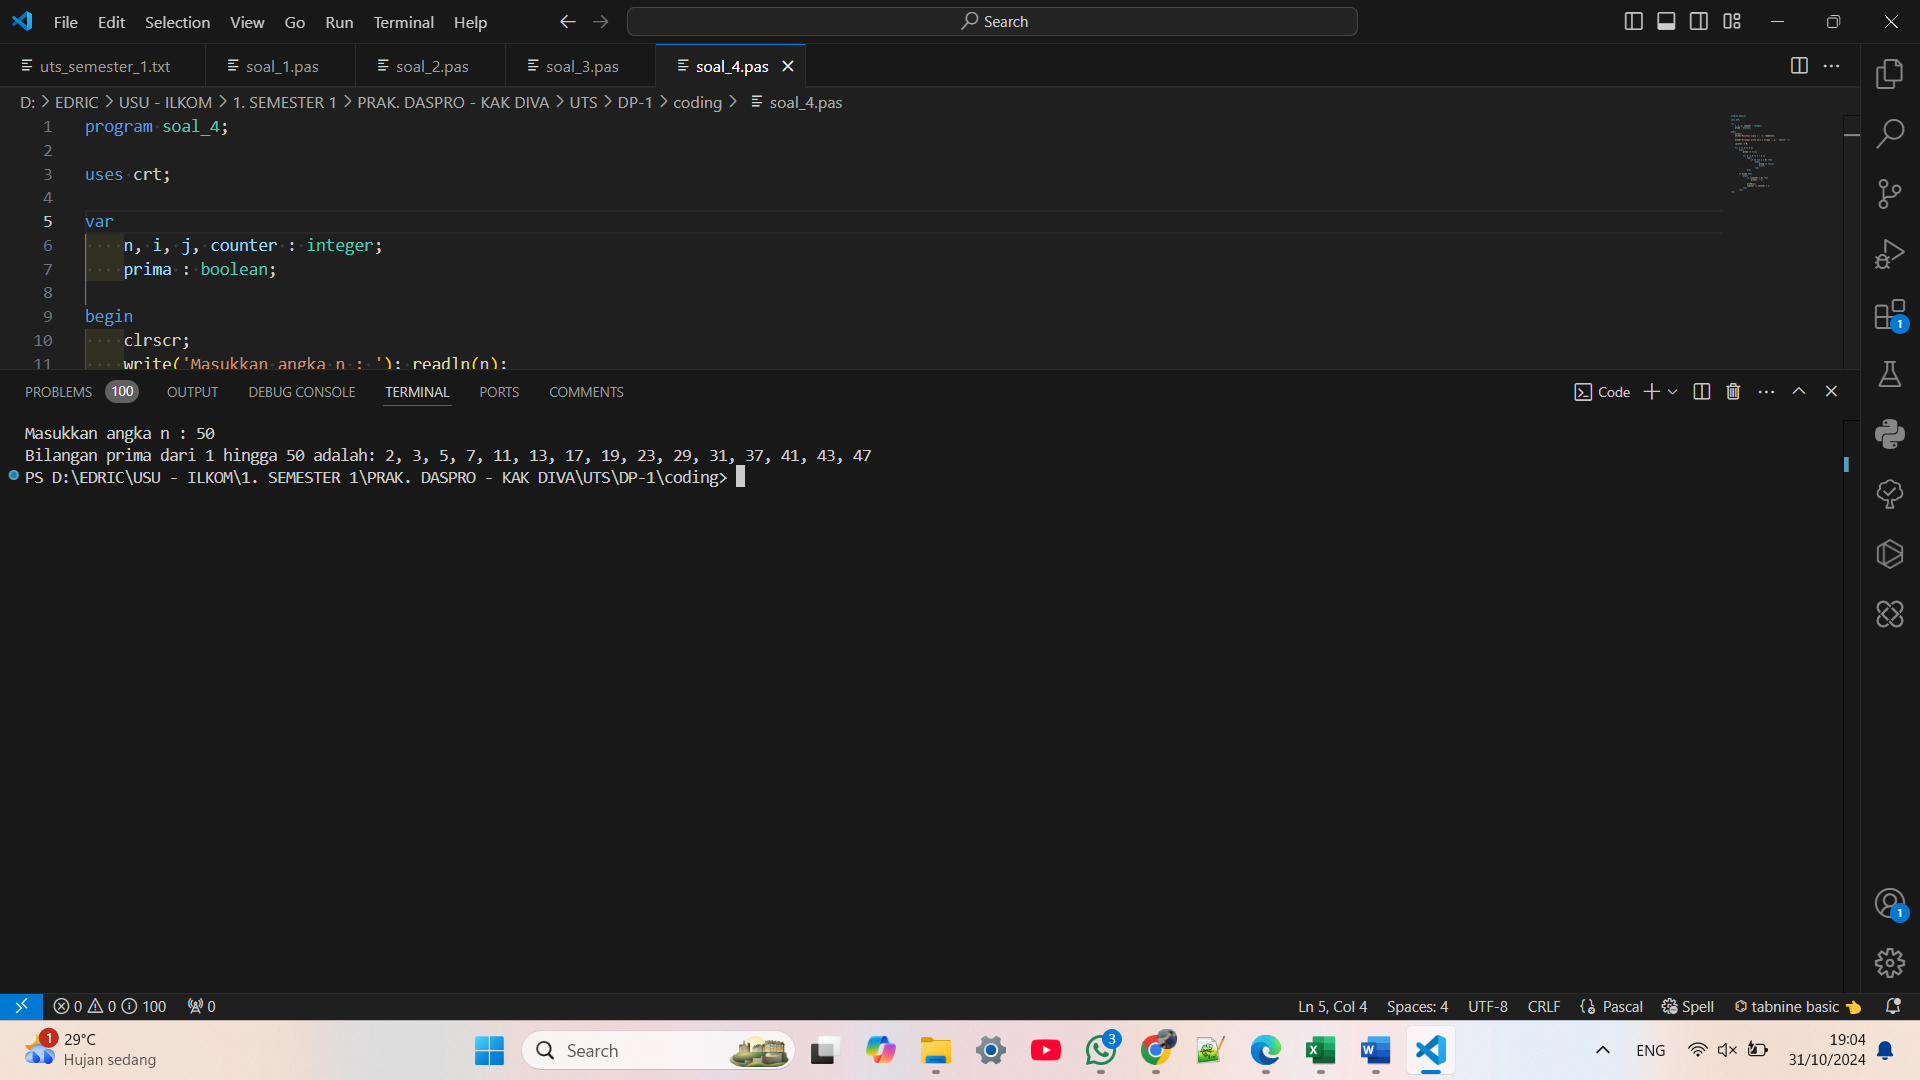 File Edit Selection View Go Run Terminal Help
Search
uts_semester_1.txt soal_1.pas soal_2.pas soal_3.pas soal_4.pas
D: > EDRIC > USU - ILKOM > 1. SEMESTER 1 > PRAK. DASPRO - KAK DIVA > UTS > DP-1 > coding > soal_4.pas
1 program soal_4;
2
3 uses crt;
4
5 var
6 n, i, j, counter : integer;
7 prima : boolean;
8
9 begin
10 clrscr;
11 write('Masukkan angka n : '); readln(n);
PROBLEMS 100 OUTPUT DEBUG CONSOLE TERMINAL PORTS COMMENTS
Code
Masukkan angka n : 50
Bilangan prima dari 1 hingga 50 adalah: 2, 3, 5, 7, 11, 13, 17, 19, 23, 29, 31, 37, 41, 43, 47
PS D:\EDRIC\USU - ILKOM\1. SEMESTER 1\PRAK. DASPRO - KAK DIVA\UTS\DP-1\coding>
1
1
0 0 100 0
Ln 5, Col 4 Spaces: 4 UTF-8 CRLF Pascal Spell tabnine basic
1
29°C
Hujan sedang
Search
3
ENG
19:04
31/10/2024